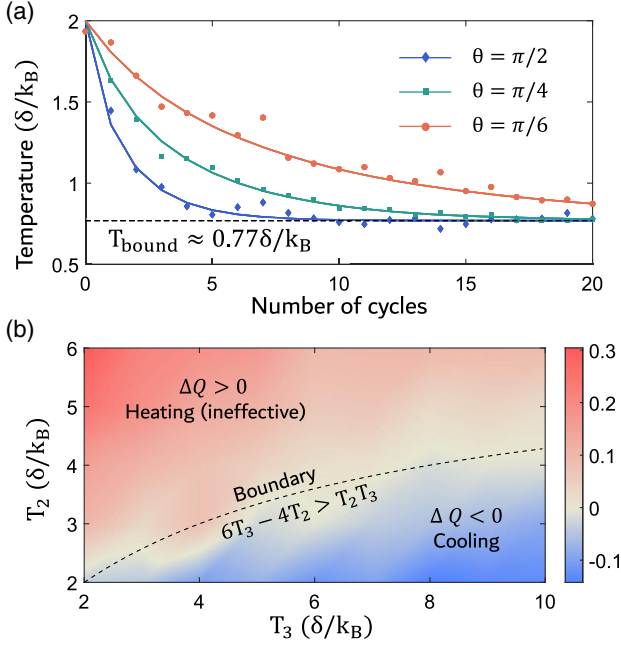 (a)
2
1.5
1
0.5
Temperature (δ/k_B)
θ = π/2
θ = π/4
θ = π/6
T_bound ≈ 0.77δ/k_B
0 5 10 15 20
Number of cycles
(b)
6
5
4
3
2
T_2 (δ/k_B)
ΔQ > 0
Heating (ineffective)
Boundary
6T_3 − 4T_2 > T_2T_3
Δ Q < 0
Cooling
0.3
0.2
0.1
0
-0.1
2 4 6 8 10
T_3 (δ/k_B)